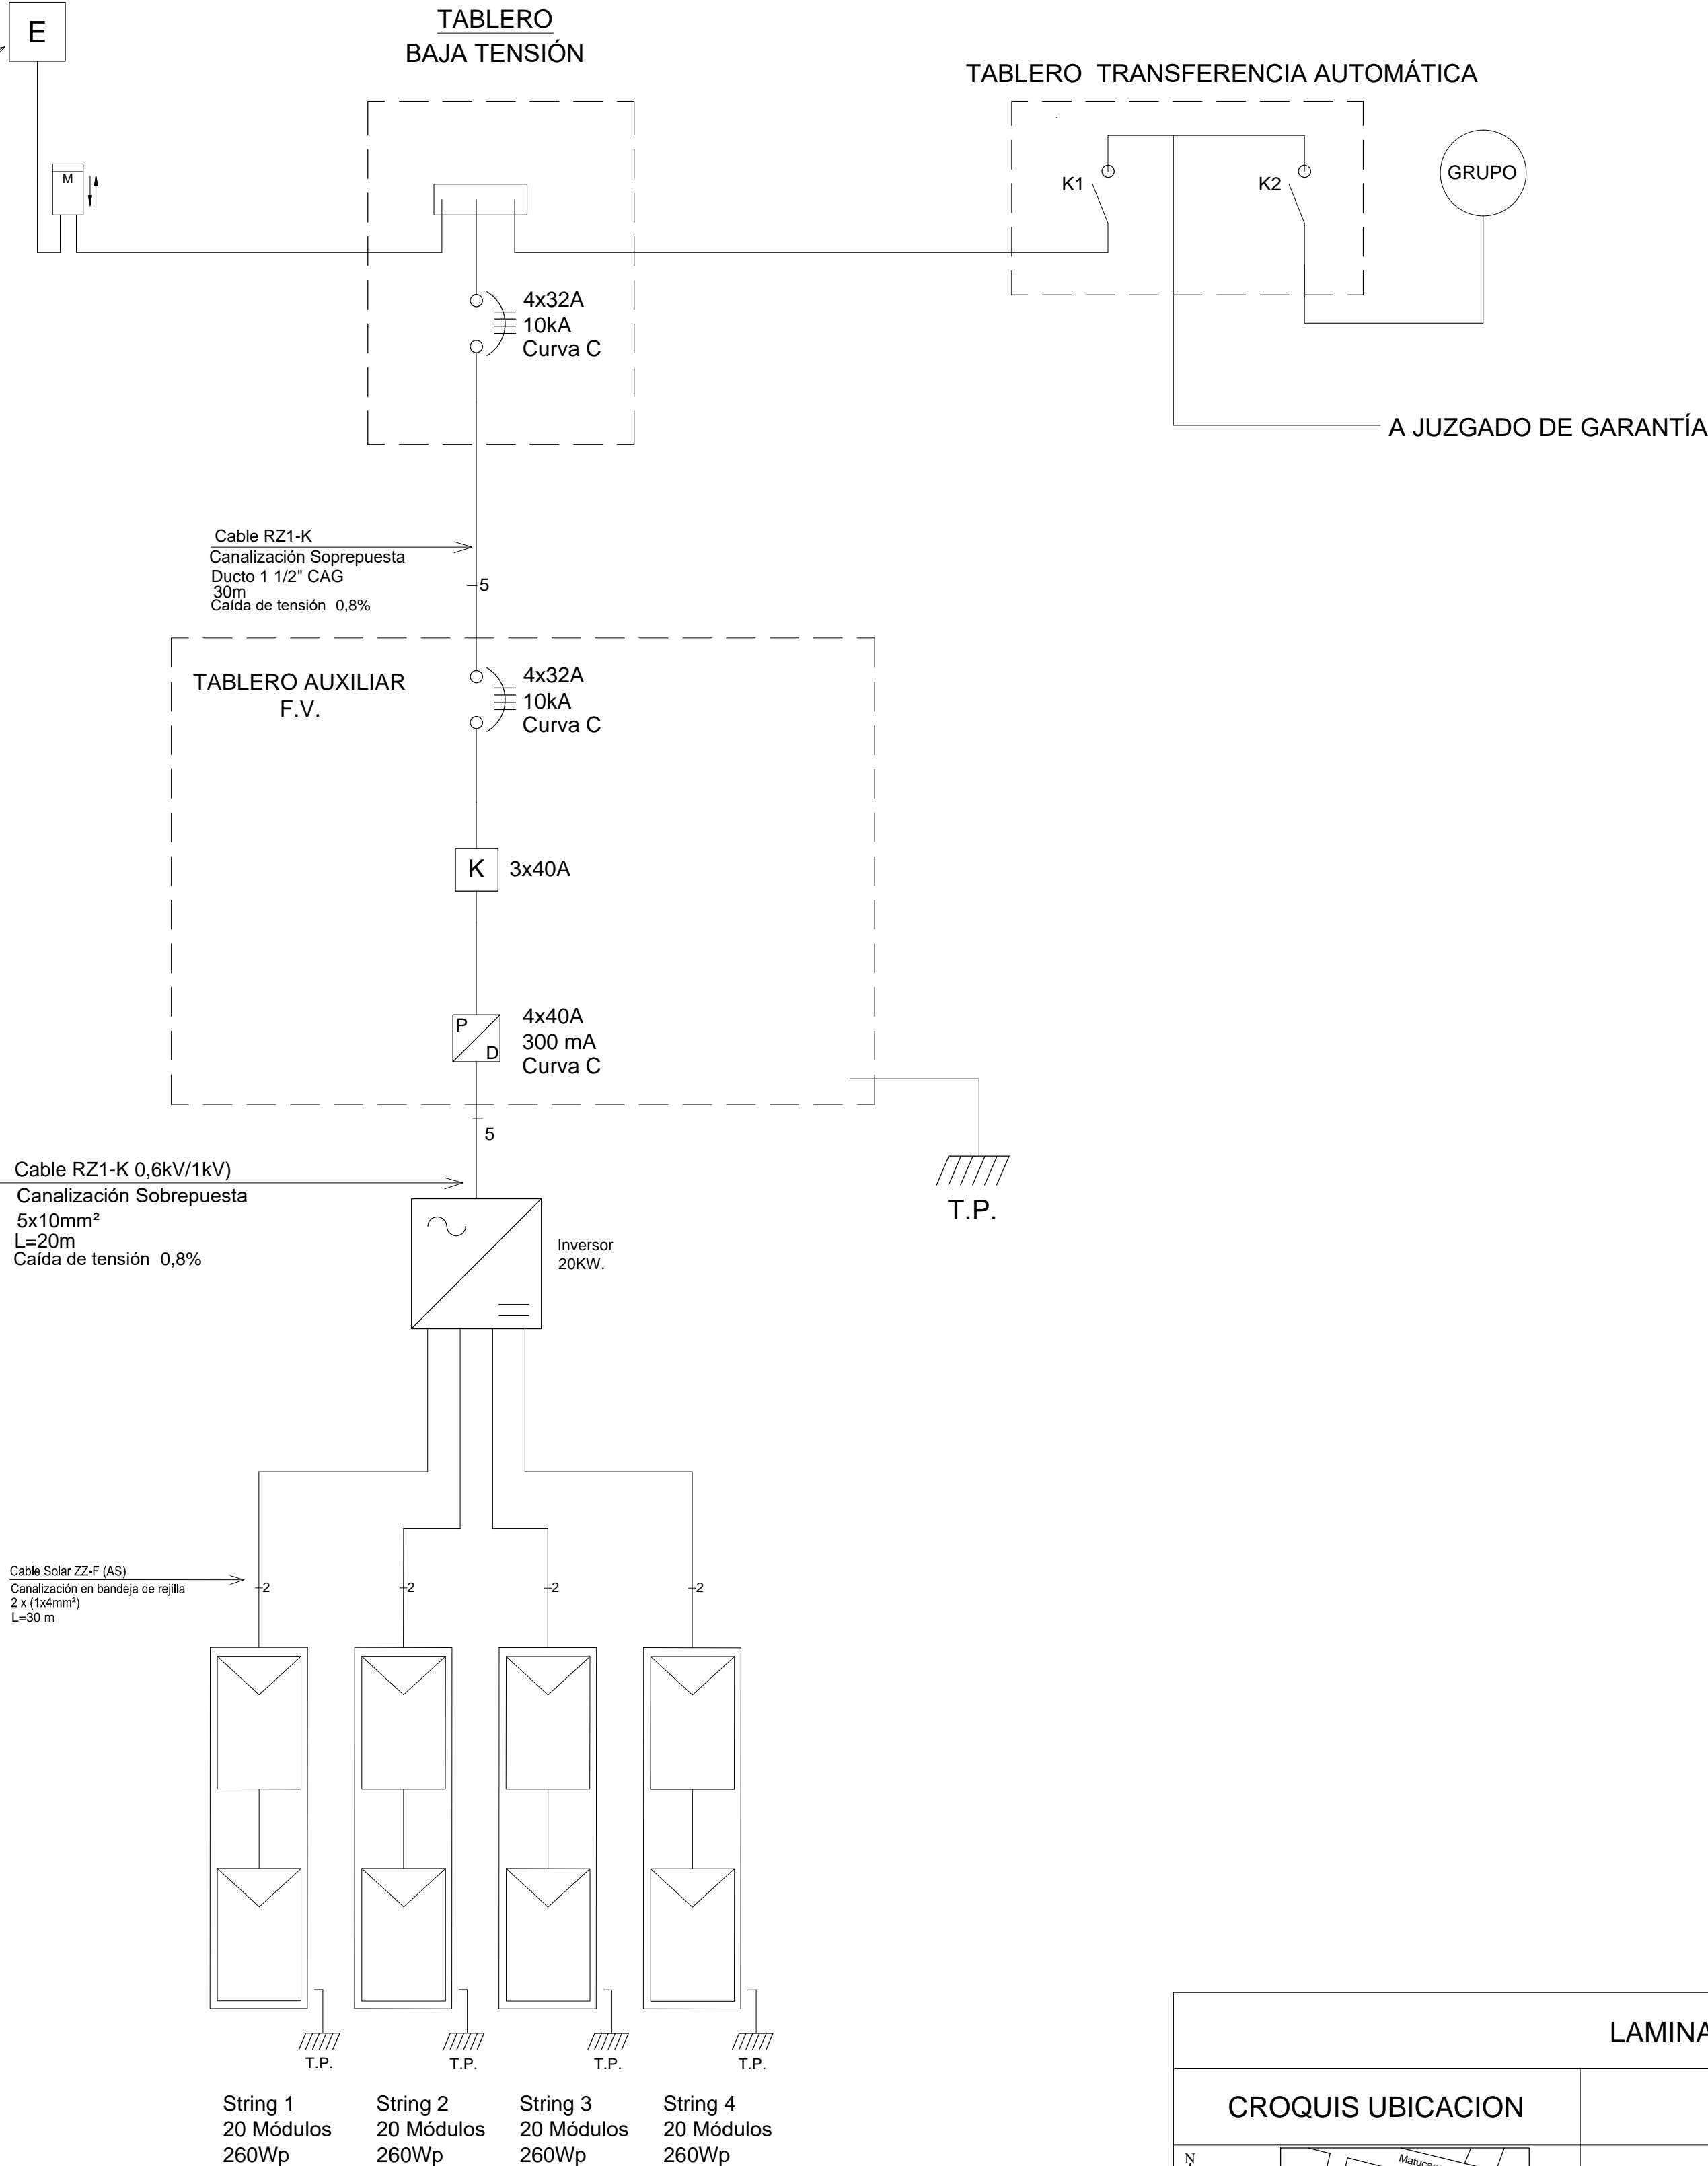 E
TABLERO
BAJA TENSIÓN
TABLERO TRANSFERENCIA AUTOMÁTICA
M
K1
K2
GRUPO
4x32A
10kA
Curva C
A JUZGADO DE GARANTÍA
Cable RZ1-K
Canalización Soprepuesta
Ducto 1 1/2" CAG
30m
Caída de tensión 0,8%
5
TABLERO AUXILIAR
F.V.
4x32A
10kA
Curva C
K
3x40A
P
D
4x40A
300 mA
Curva C
5
T.P.
Cable RZ1-K 0,6kV/1kV)
Canalización Sobrepuesta
5x10mm²
L=20m
Caída de tensión 0,8%
Inversor
20KW.
Cable Solar ZZ-F (AS)
Canalización en bandeja de rejilla
2 x (1x4mm²)
L=30 m
2 2 2 2
T.P. T.P. T.P. T.P.
String 1
20 Módulos
260Wp
String 2
20 Módulos
260Wp
String 3
20 Módulos
260Wp
String 4
20 Módulos
260Wp
LAMINA
CROQUIS UBICACION
N